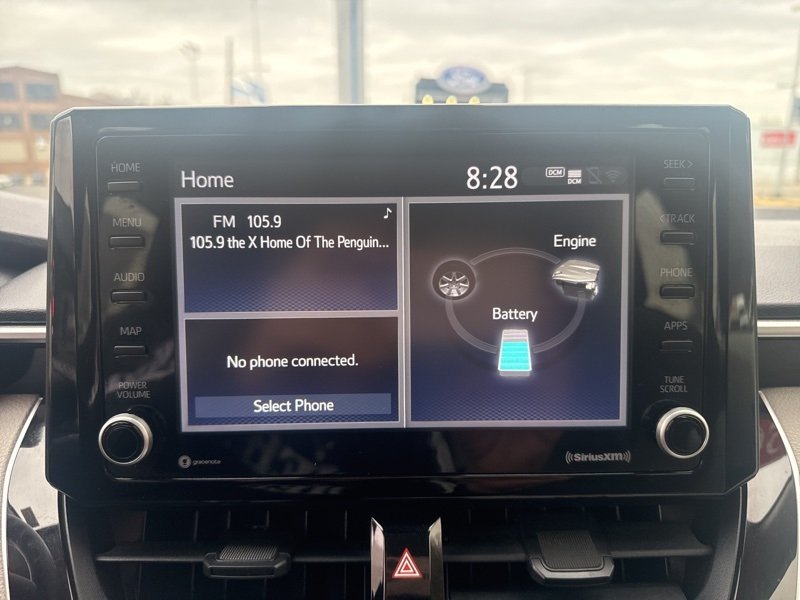 Ford
HOME
MENU
AUDIO
MAP
POWER
VOLUME
Home
8:28
DCM
DCM
FM 105.9
105.9 the X Home Of The Penguin...
No phone connected.
Select Phone
Engine
Battery
SEEK >
< TRACK
PHONE
APPS
TUNE
SCROLL
gracenote
SiriusXM